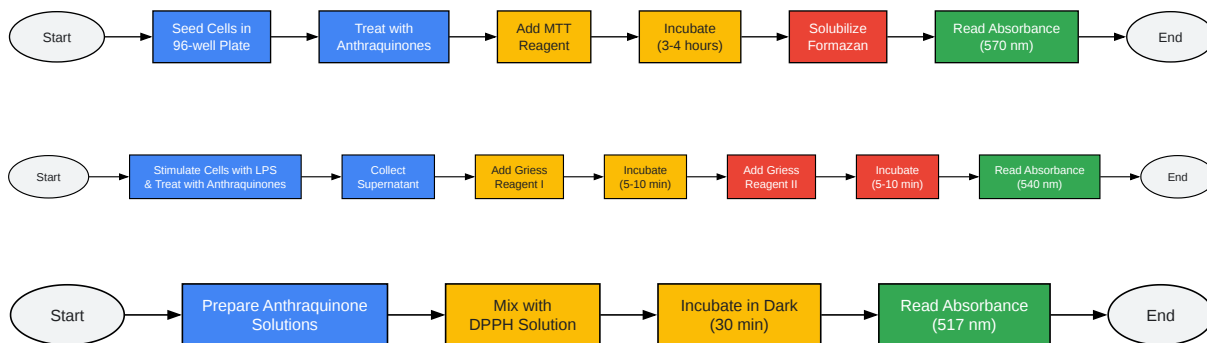 Start
Seed Cells in
96-well Plate
Treat with
Anthraquinones
Add MTT
Reagent
Incubate
(3-4 hours)
Solubilize
Formazan
Read Absorbance
(570 nm)
End
Start
Stimulate Cells with LPS
& Treat with Anthraquinones
Collect
Supernatant
Add Griess
Reagent I
Incubate
(5-10 min)
Add Griess
Reagent II
Incubate
(5-10 min)
Read Absorbance
(540 nm)
End
Start
Prepare Anthraquinone
Solutions
Mix with
DPPH Solution
Incubate in Dark
(30 min)
Read Absorbance
(517 nm)
End